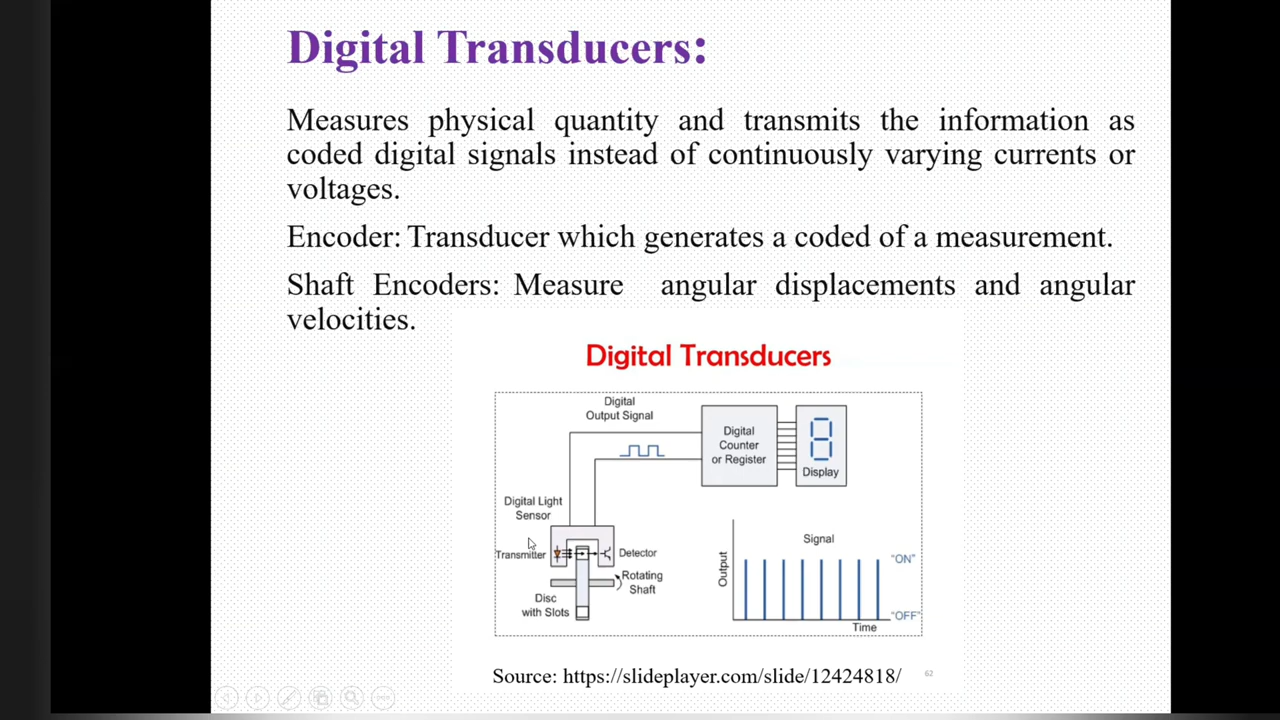 Digital Transducers:
Measures physical quantity and transmits the information as
coded digital signals instead of continuously varying currents or
voltages.
Encoder: Transducer which generates a coded of a measurement.
Shaft Encoders: Measure angular displacements and angular
velocities.
Digital Transducers
Digital
Output Signal
Digital
Counter
or Register
Display
Digital Light
Sensor
Transmitter
Detector
Rotating
Shaft
Disc
with Slots
Signal
Output
"ON"
"OFF"
Time
Source: https://slideplayer.com/slide/12424818/
62